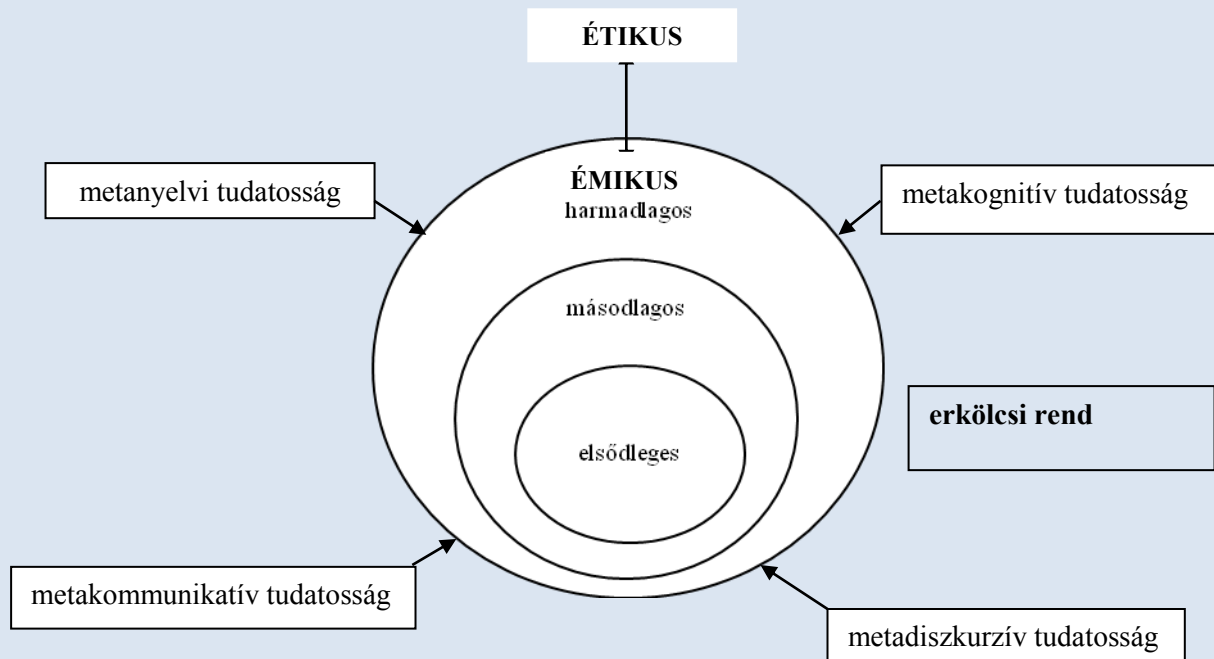 ÉTIKUS
metanyelvi tudatosság
ÉMIKUS
harmadlagos
metakognitív tudatosság
másodlagos
erkölcsi rend
elsődleges
metakommunikatív tudatosság
metadiszkurzív tudatosság